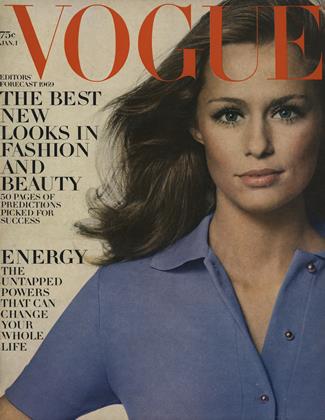 VOGUE
75¢
JAN. 1
EDITORS'
FORECAST 1969
THE BEST
NEW
LOOKS IN
FASHION
AND
BEAUTY
50 PAGES OF
PREDICTIONS
PICKED FOR
SUCCESS
ENERGY
THE
UNTAPPED
POWERS
THAT CAN
CHANGE
YOUR
WHOLE
LIFE